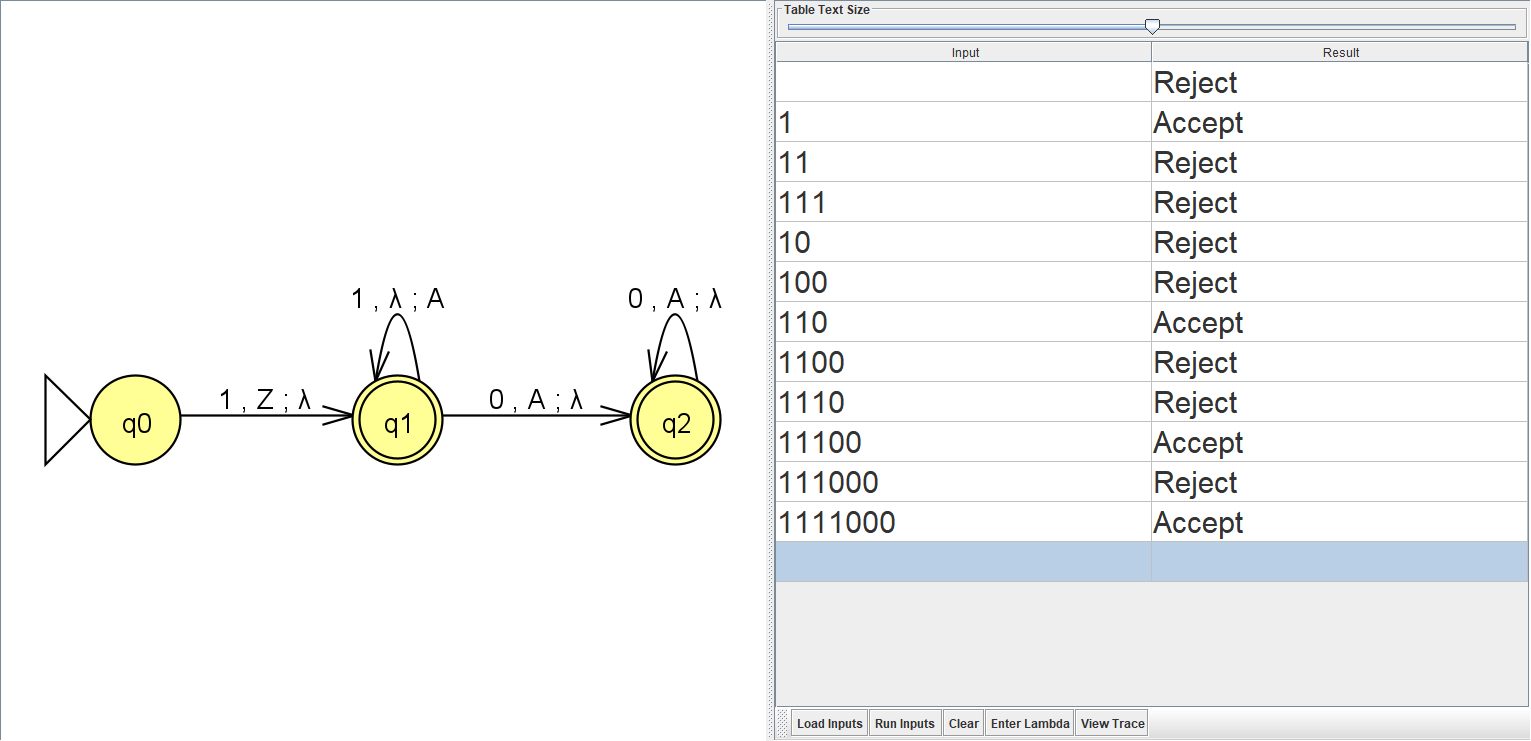 1 , λ ; A
0 , A ; λ
1 , Z ; λ
0 , A ; λ
q0
q1
q2
Table Text Size
Input Result
Reject
1 Accept
11 Reject
111 Reject
10 Reject
100 Reject
110 Accept
1100 Reject
1110 Reject
11100 Accept
111000 Reject
1111000 Accept
Load Inputs Run Inputs Clear Enter Lambda View Trace